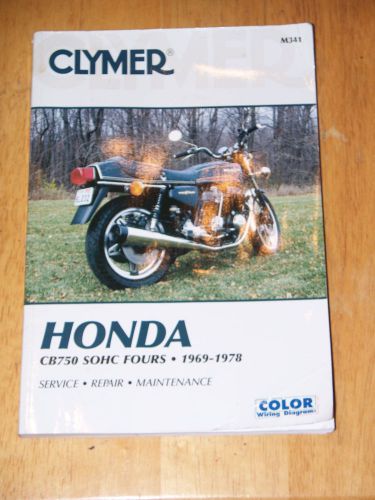 CLYMER®
M341
HONDA
CB750 SOHC FOURS • 1969-1978
SERVICE • REPAIR • MAINTENANCE
COLOR
Wiring Diagrams